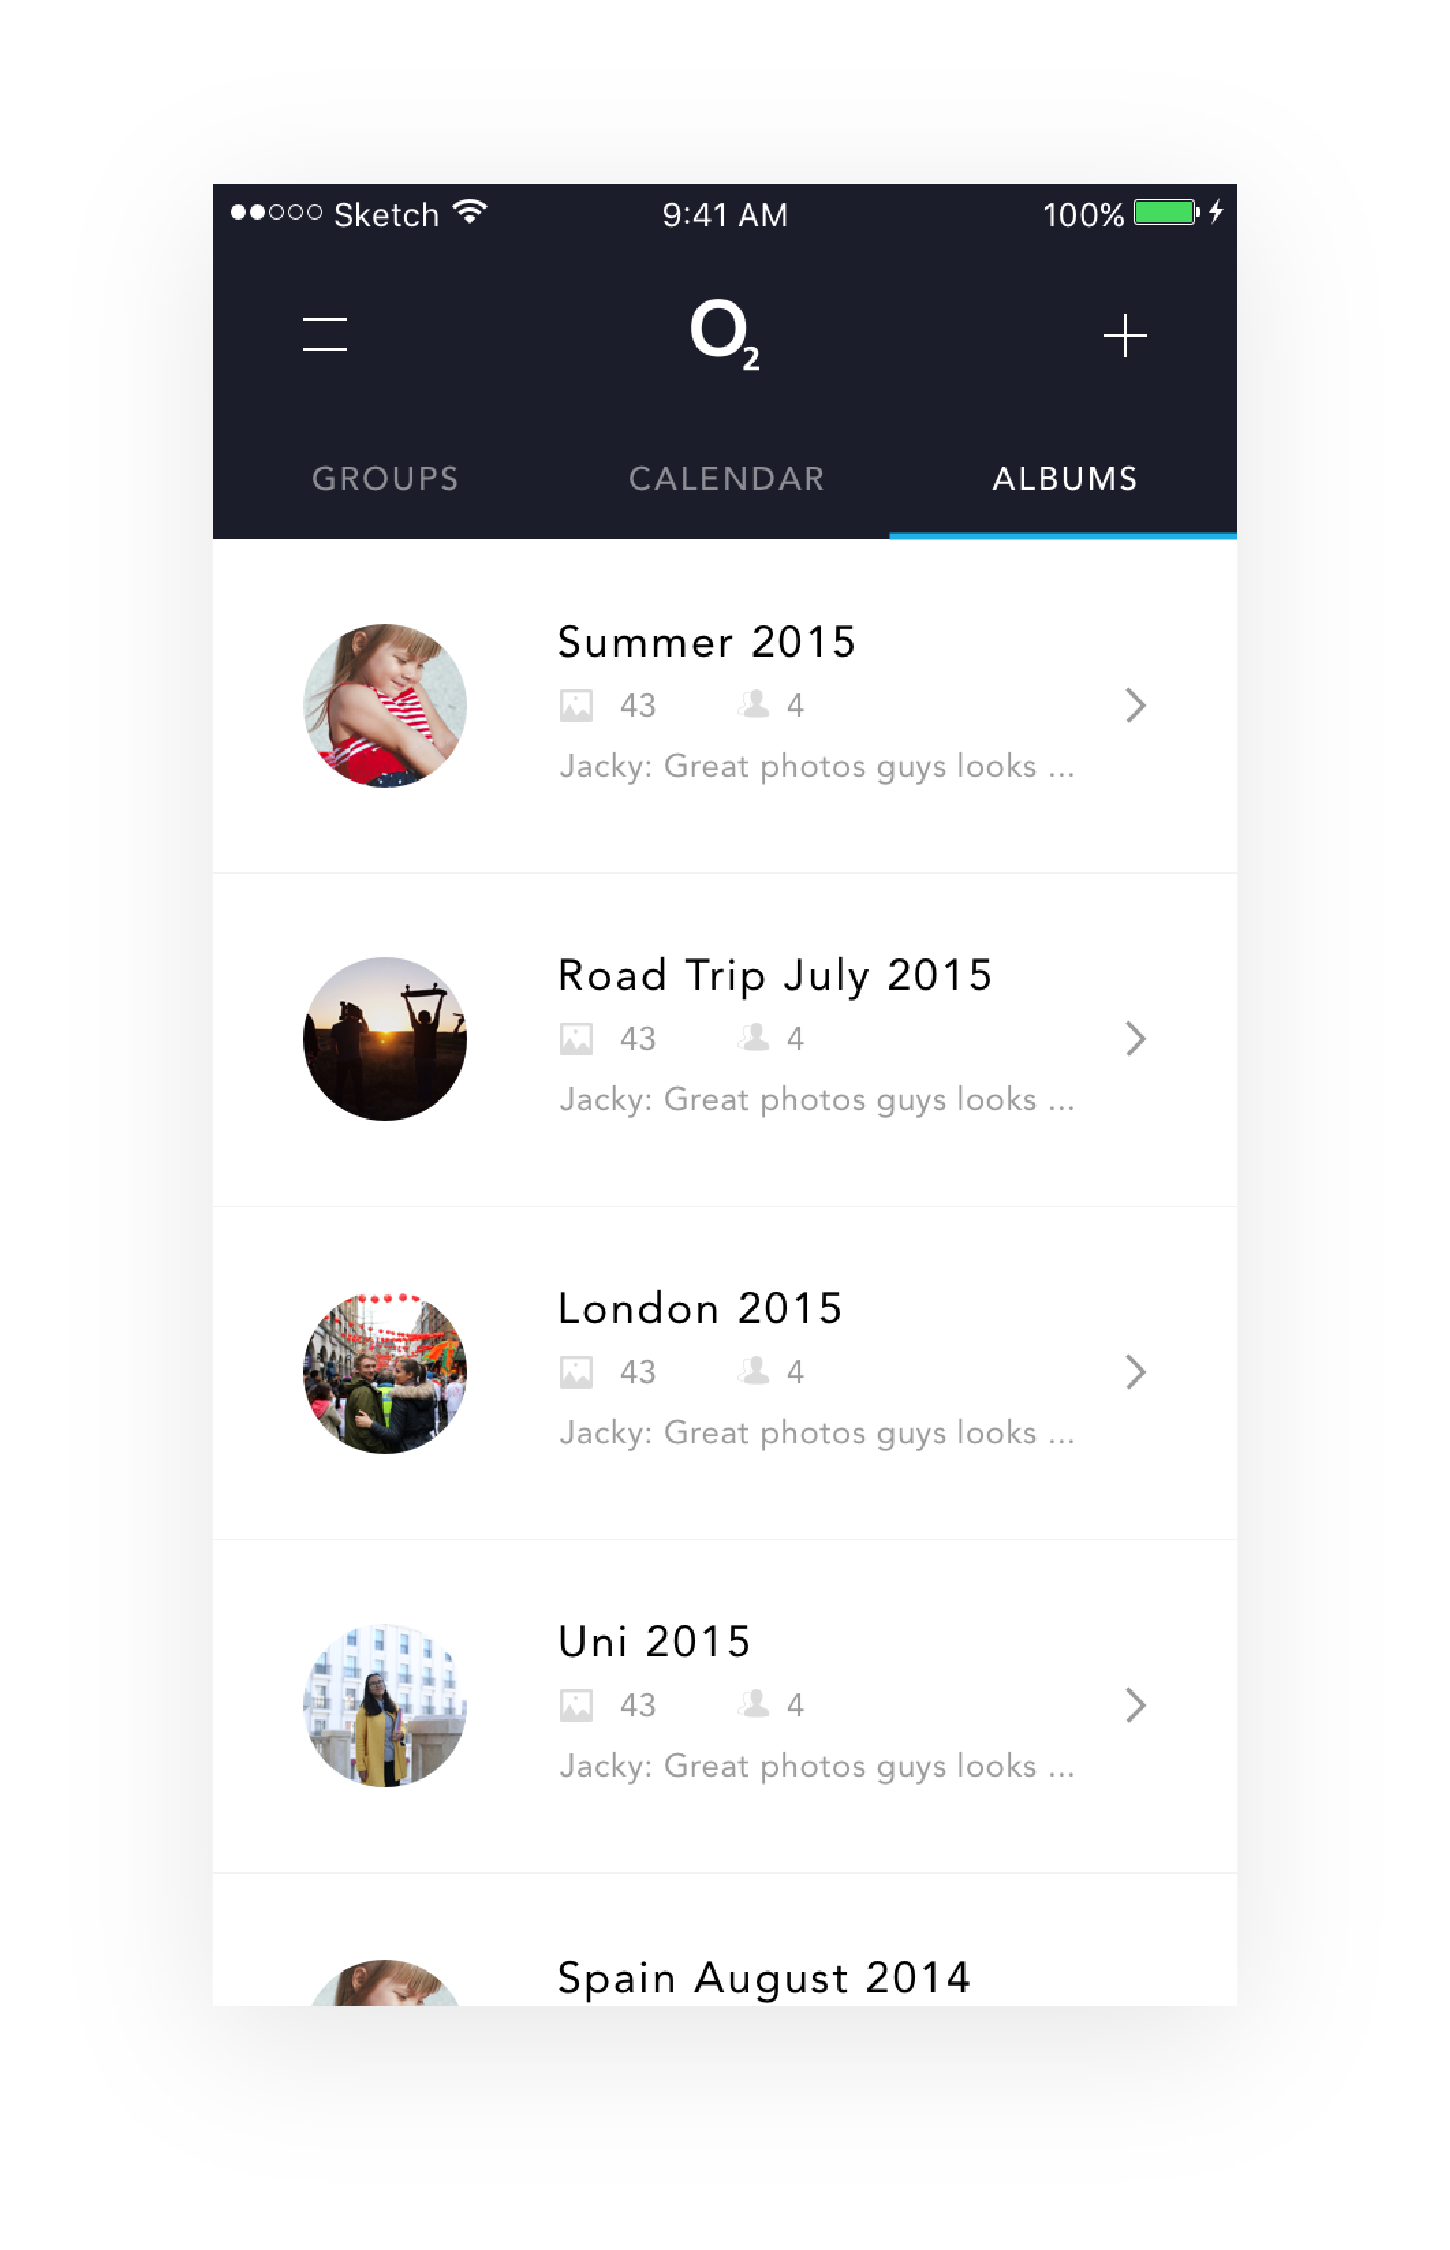 Sketch 9:41 AM 100%
O2
GROUPS CALENDAR ALBUMS
Summer 2015
43 4
Jacky: Great photos guys looks ...
Road Trip July 2015
43 4
Jacky: Great photos guys looks ...
London 2015
43 4
Jacky: Great photos guys looks ...
Uni 2015
43 4
Jacky: Great photos guys looks ...
Spain August 2014